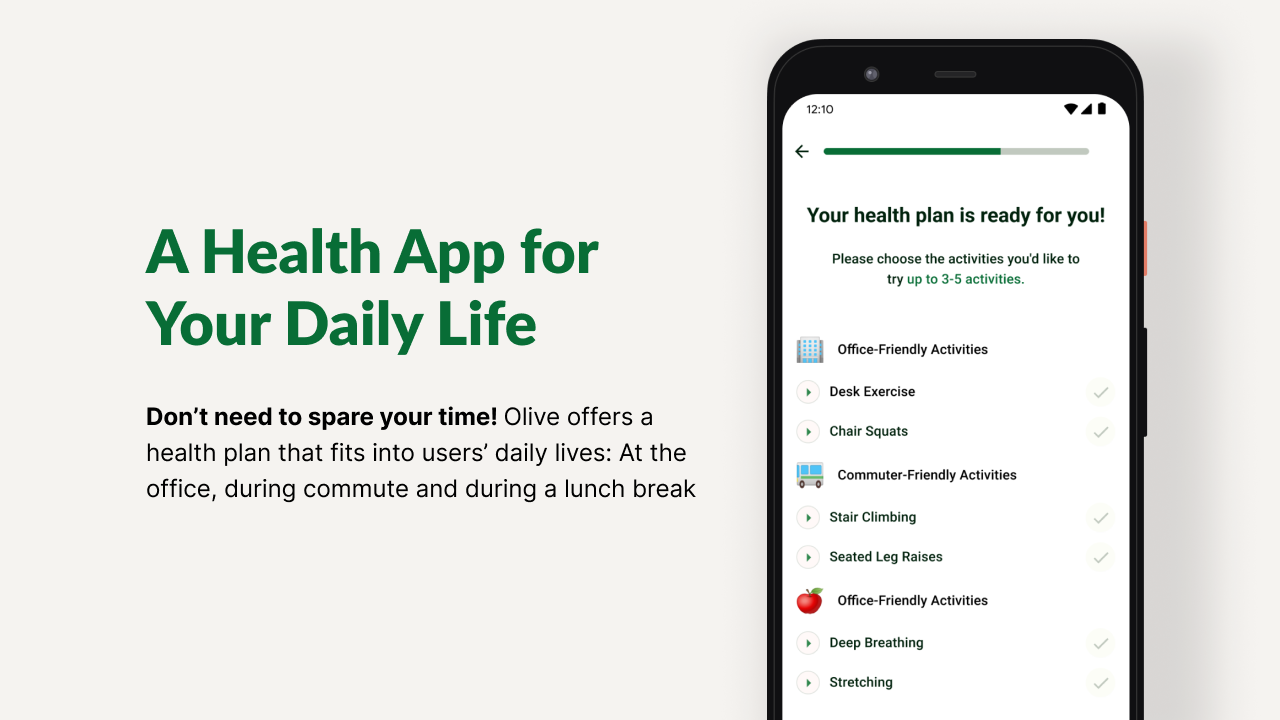 A Health App for
Your Daily Life
Don’t need to spare your time! Olive offers a
health plan that fits into users’ daily lives: At the
office, during commute and during a lunch break
12:10
Your health plan is ready for you!
Please choose the activities you'd like to
try up to 3-5 activities.
Office-Friendly Activities
Desk Exercise
Chair Squats
Commuter-Friendly Activities
Stair Climbing
Seated Leg Raises
Office-Friendly Activities
Deep Breathing
Stretching